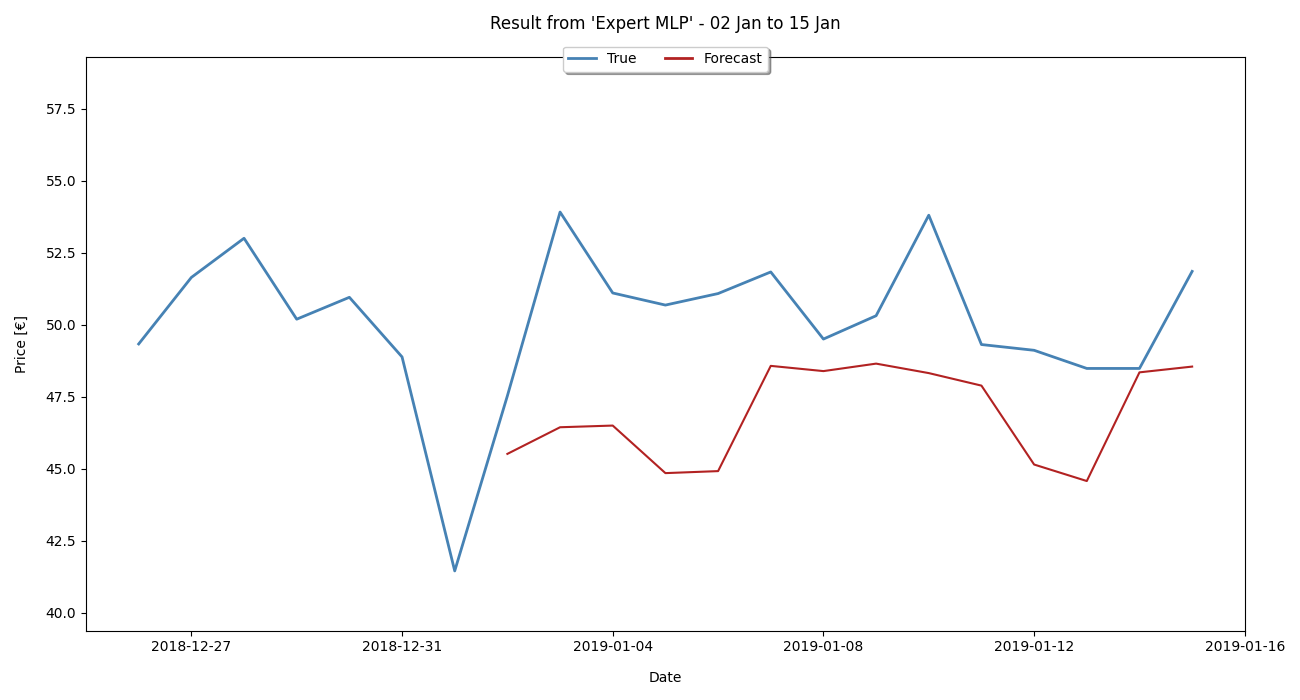 Result from 'Expert MLP' - 02 Jan to 15 Jan
True Forecast
57.5
55.0
52.5
50.0
47.5
45.0
42.5
40.0
Price [€]
2018-12-27 2018-12-31 2019-01-04 2019-01-08 2019-01-12 2019-01-16
Date